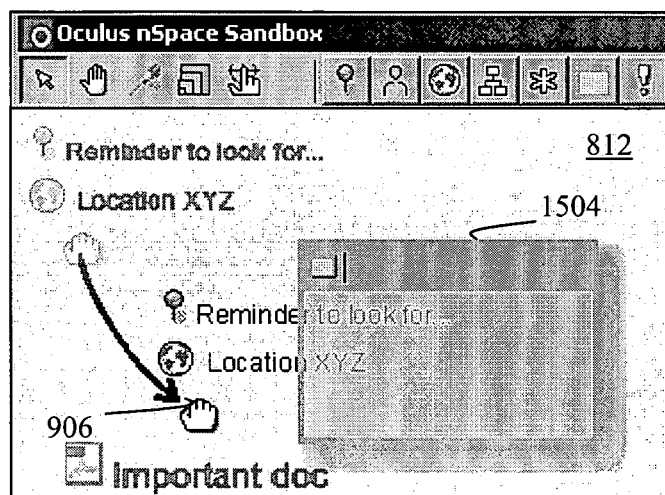 Oculus nSpace Sandbox
Reminder to look for...
812
Location XYZ
1504
Reminder to look for...
Location XYZ
906
Important doc